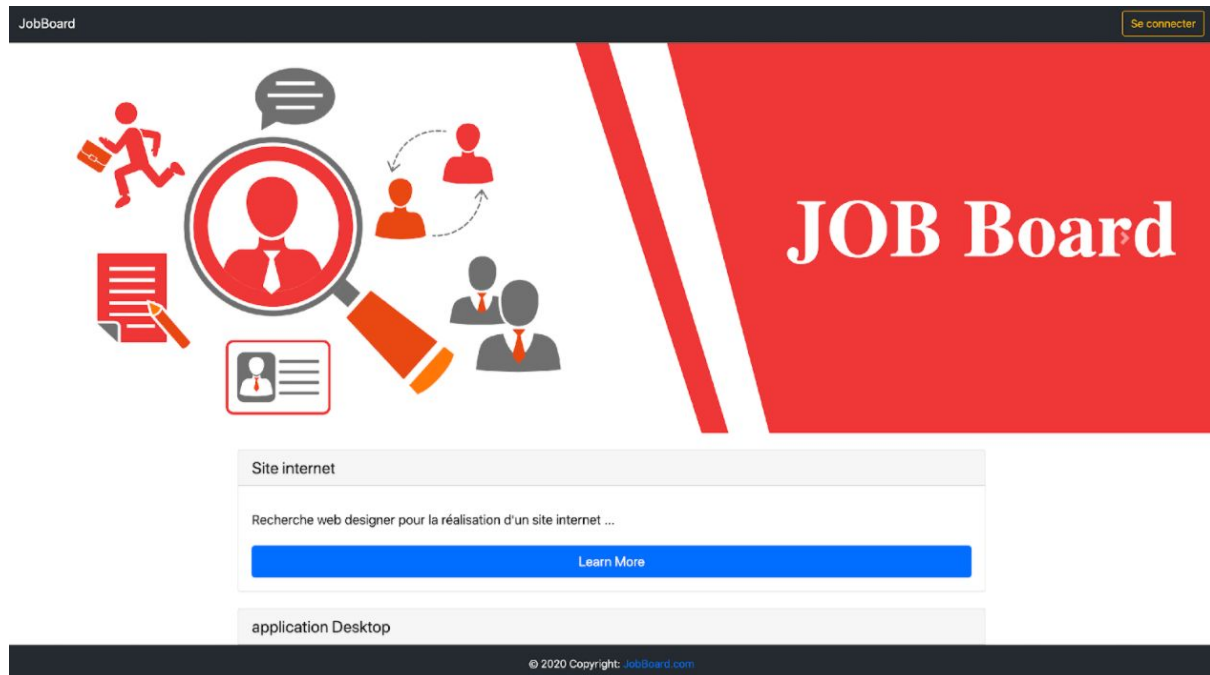 JobBoard
Se connecter
JOB Board
Site internet
Recherche web designer pour la réalisation d'un site internet ...
Learn More
application Desktop
© 2020 Copyright: JobBoard.com